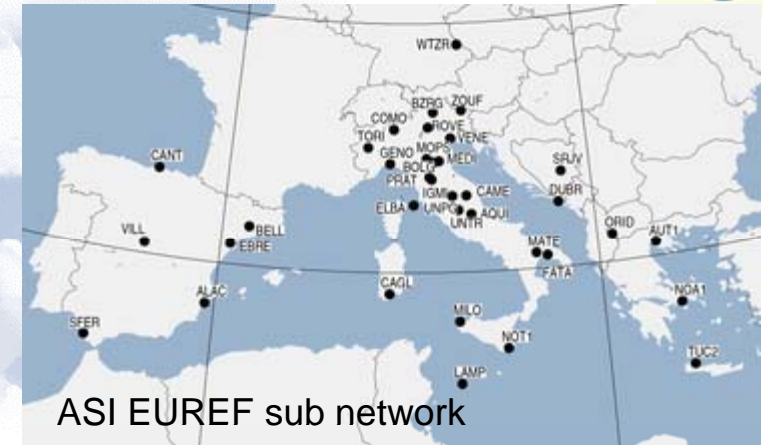 WTZR
BZRG ZOUF
COMO ROVE
TORI VENE
GENO MOPS MEDI
BOLG
PRAT
CANT
IGMI CAME
ELBA UNPG AQUI
UNTR
SRJV
DUBR
VILL BELL
EBRE
ORID AUT1
MATE
FATA
ALAC CAGL
NOA1
SFER MILO
NOT1
TUC2
LAMP
ASI EUREF sub network